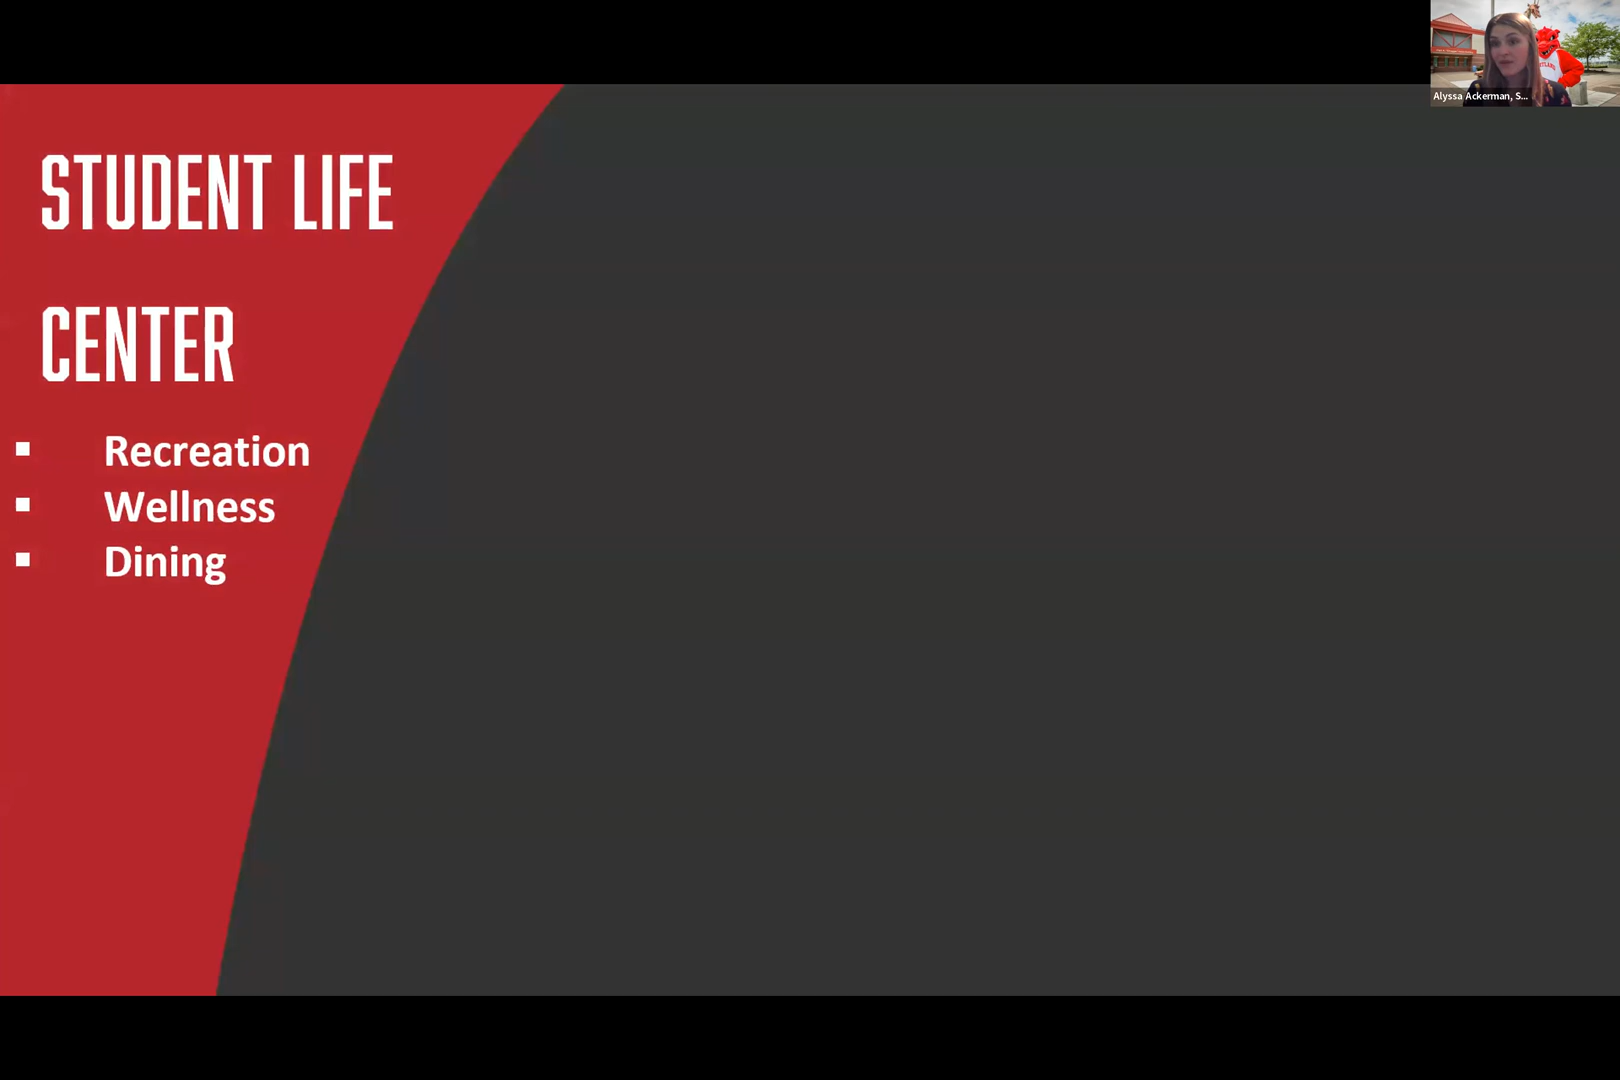 Alyssa Ackerman, S...
STUDENT LIFE
CENTER
▪ Recreation
▪ Wellness
▪ Dining